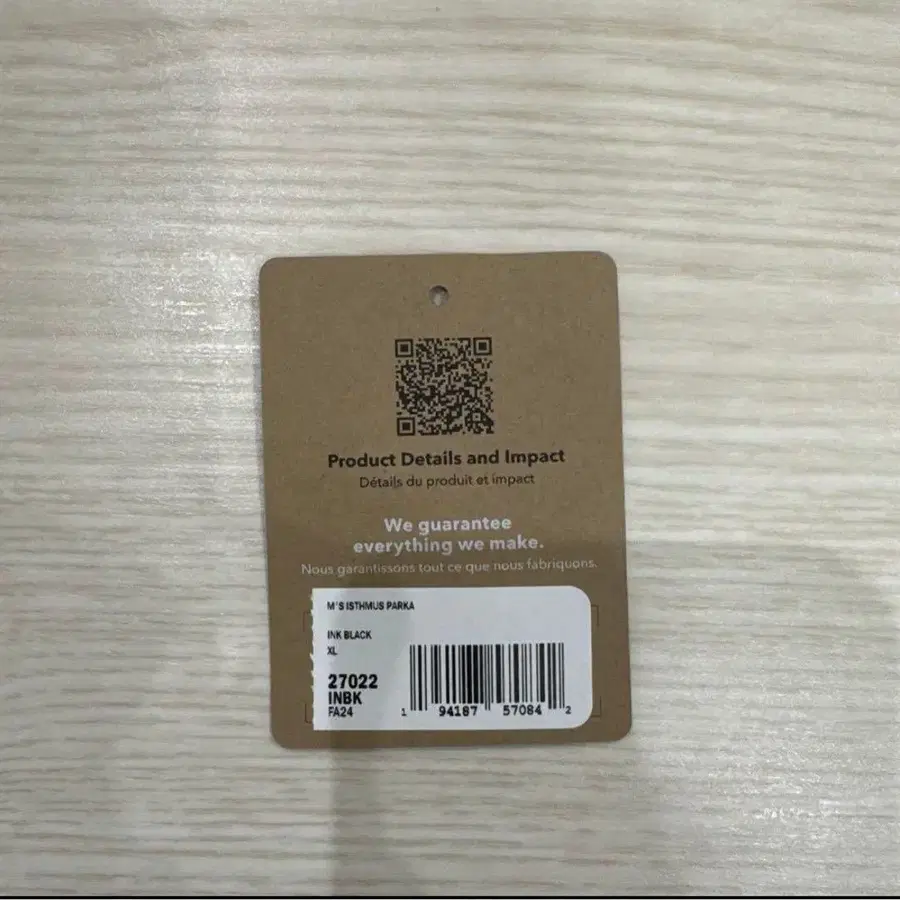 Product Details and Impact
Détails du produit et impact
We guarantee
everything we make.
Nous garantissons tout ce que nous fabriquons.
M'S ISTHMUS PARKA
INK BLACK
XL
27022
INBK
FA24
1 94187 57084 2